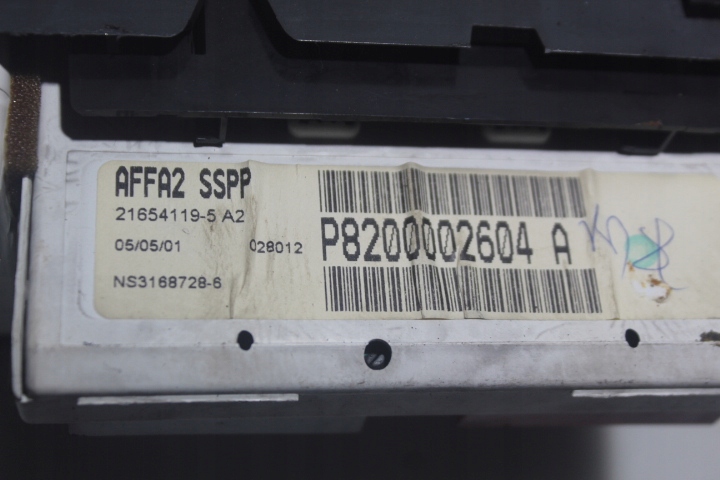 AFFA2 SSPP
21654119-5 A2
05/05/01 028012
NS3168728-6
P8200002604 A